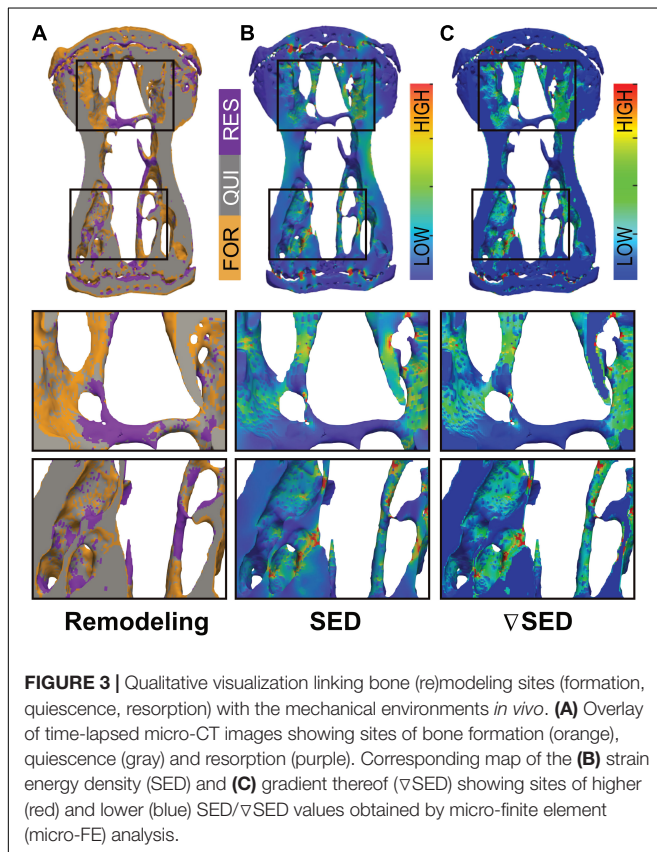 A
B
C
RES
QUI
FOR
HIGH
LOW
HIGH
LOW
Remodeling
SED
∇SED
FIGURE 3 | Qualitative visualization linking bone (re)modeling sites (formation,
quiescence, resorption) with the mechanical environments in vivo. (A) Overlay
of time-lapsed micro-CT images showing sites of bone formation (orange),
quiescence (gray) and resorption (purple). Corresponding map of the (B) strain
energy density (SED) and (C) gradient thereof (∇SED) showing sites of higher
(red) and lower (blue) SED/∇SED values obtained by micro-finite element
(micro-FE) analysis.